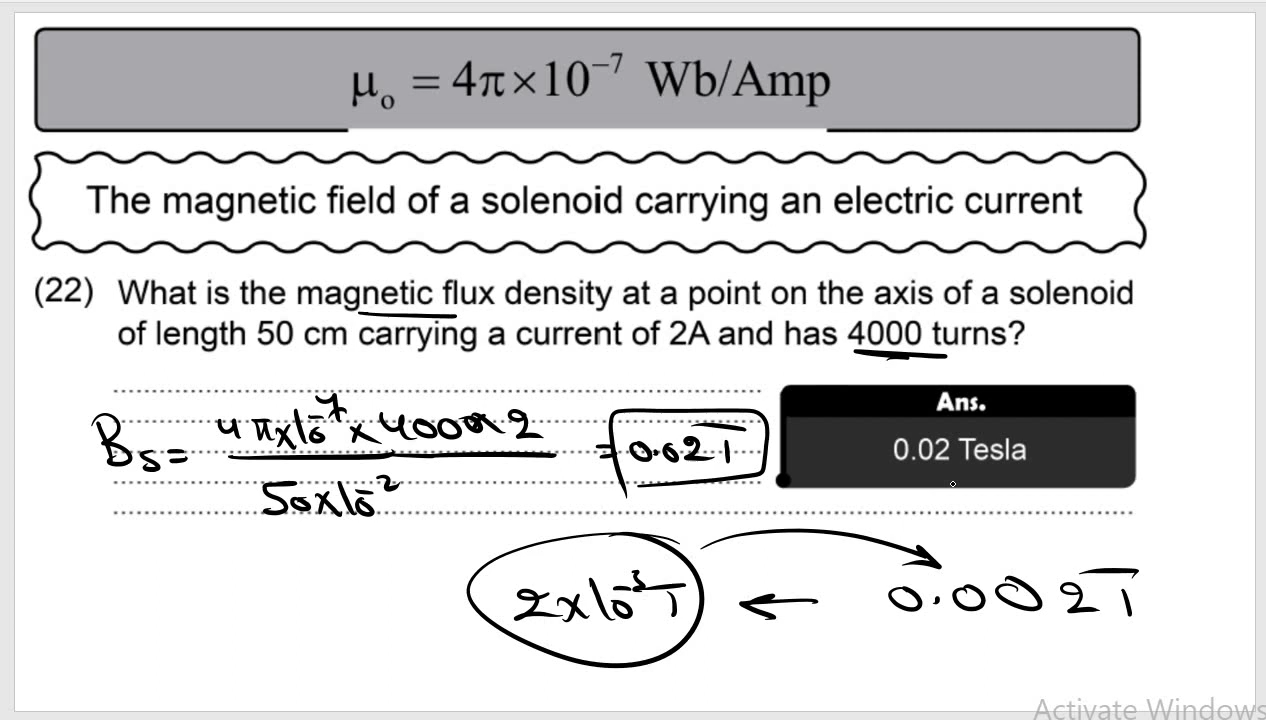 μ₀ = 4π×10⁻⁷ Wb/Amp
The magnetic field of a solenoid carrying an electric current
(22) What is the magnetic flux density at a point on the axis of a solenoid
of length 50 cm carrying a current of 2A and has 4000 turns?
Ans.
0.02 Tesla
Bs = 4π×10⁻⁷ × 4000×2 / 50×10⁻² = 0.02T
2×10⁻³T ← 0.002T
Activate Windows